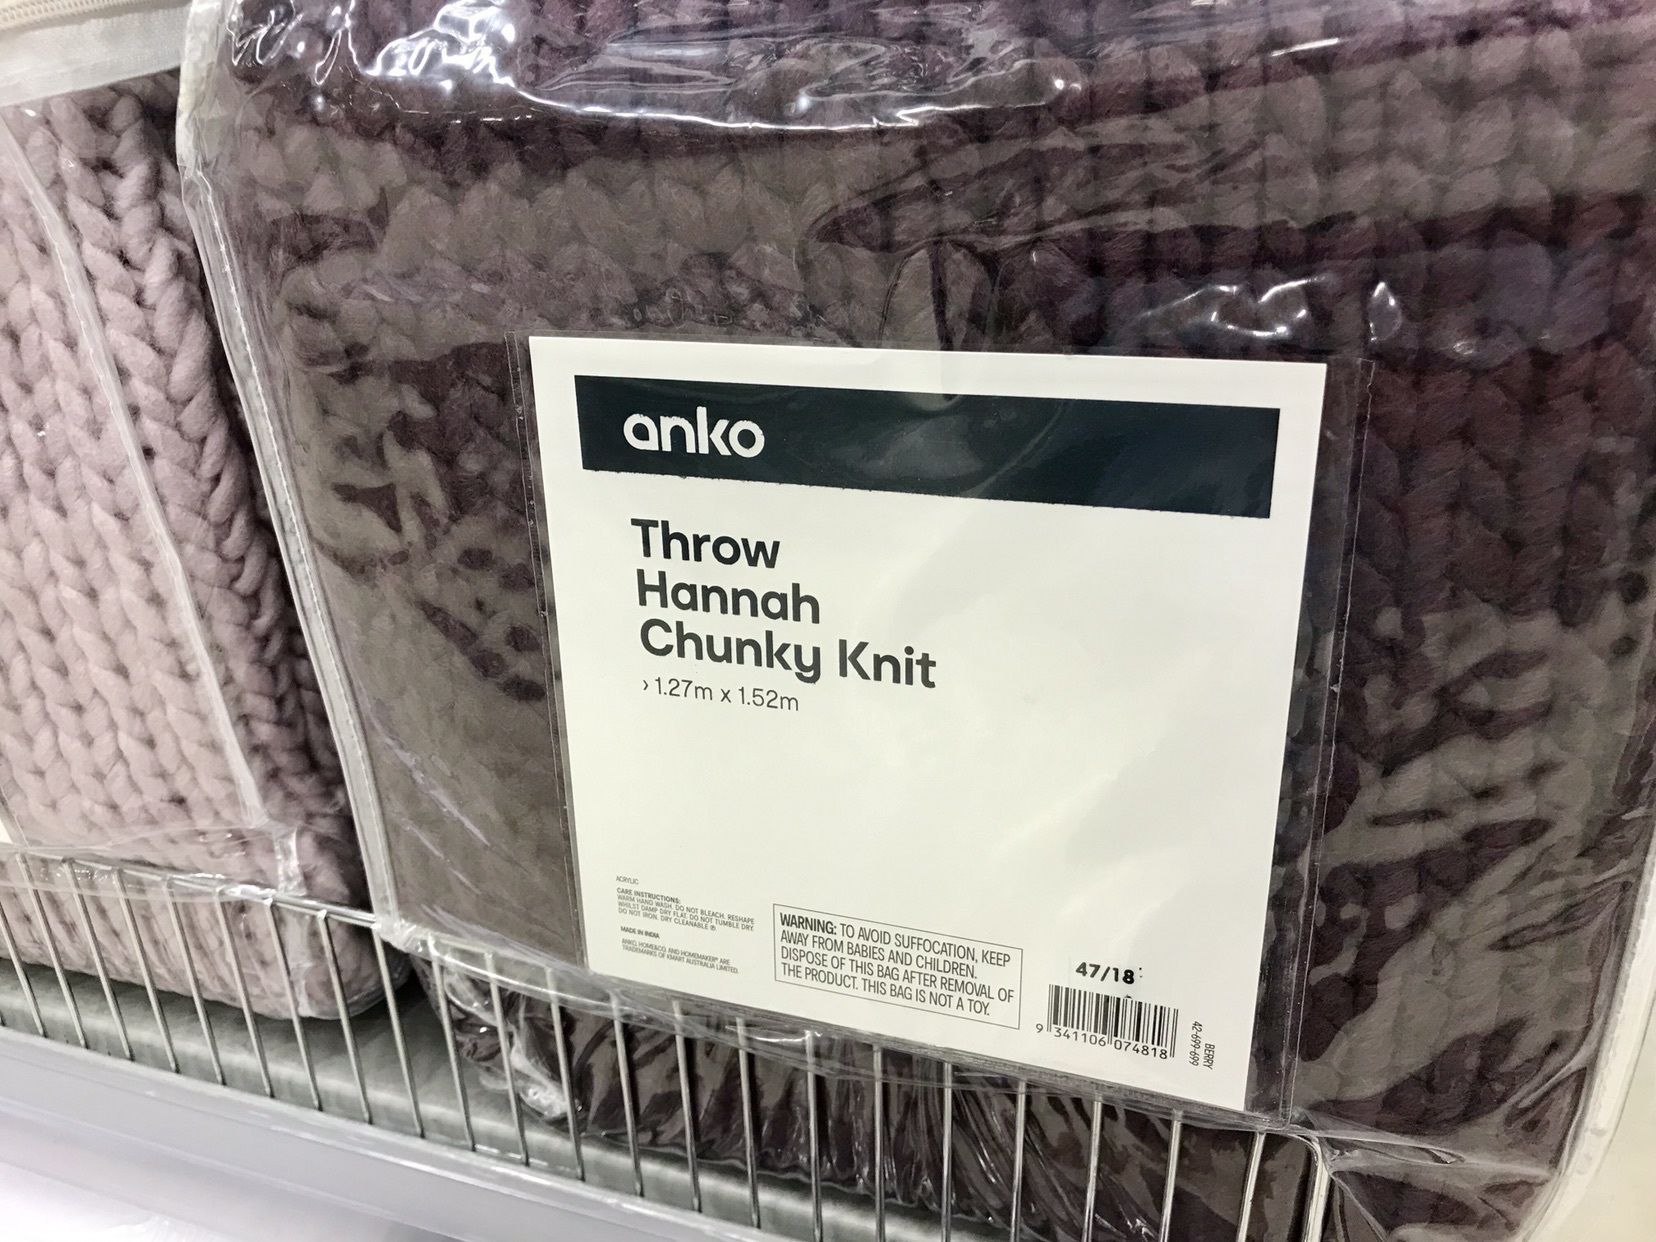 anko
Throw
Hannah
Chunky Knit
› 1.27m x 1.52m
ACRYLIC
CARE INSTRUCTIONS:
WARM HAND WASH. DO NOT BLEACH. RESHAPE
WHILST DAMP DRY FLAT. DO NOT TUMBLE DRY.
DO NOT IRON. DRY CLEANABLE Ⓟ
MADE IN INDIA
ANKO, HOME&CO. AND HOMEMAKER® ARE
TRADEMARKS OF KMART AUSTRALIA LIMITED.
WARNING: TO AVOID SUFFOCATION, KEEP
AWAY FROM BABIES AND CHILDREN.
DISPOSE OF THIS BAG AFTER REMOVAL OF
THE PRODUCT. THIS BAG IS NOT A TOY.
47/18
9 341106 074818
BERRY
42-699-699